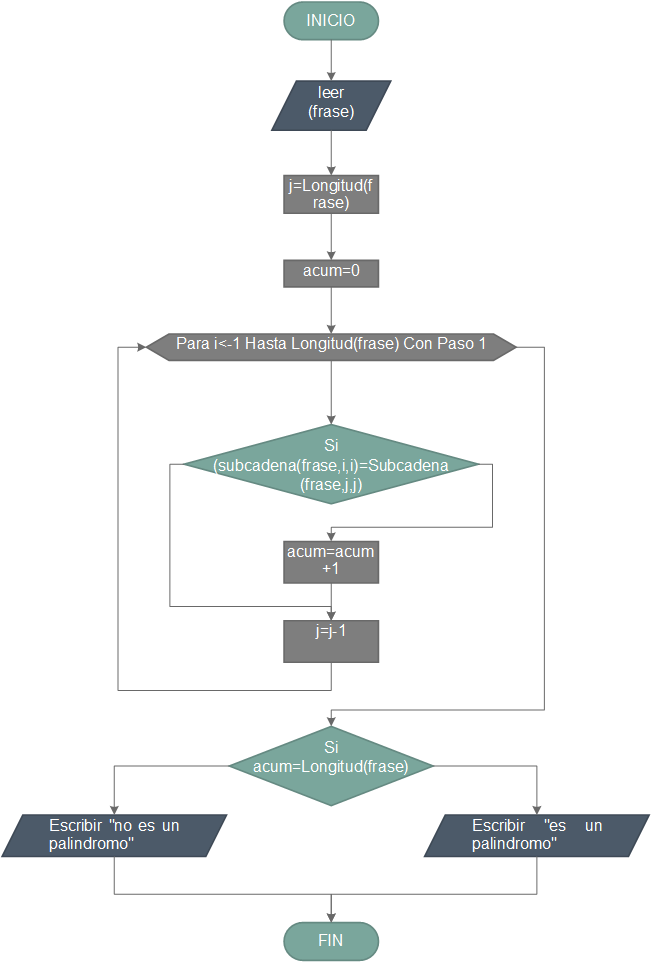 INICIO
leer
(frase)
j=Longitud(f
rase)
acum=0
Para i<-1 Hasta Longitud(frase) Con Paso 1
Si
(subcadena(frase,i,i)=Subcadena
(frase,j,j)
acum=acum
+1
j=j-1
Si
acum=Longitud(frase)
Escribir "no es un
palindromo"
Escribir "es un
palindromo"
FIN